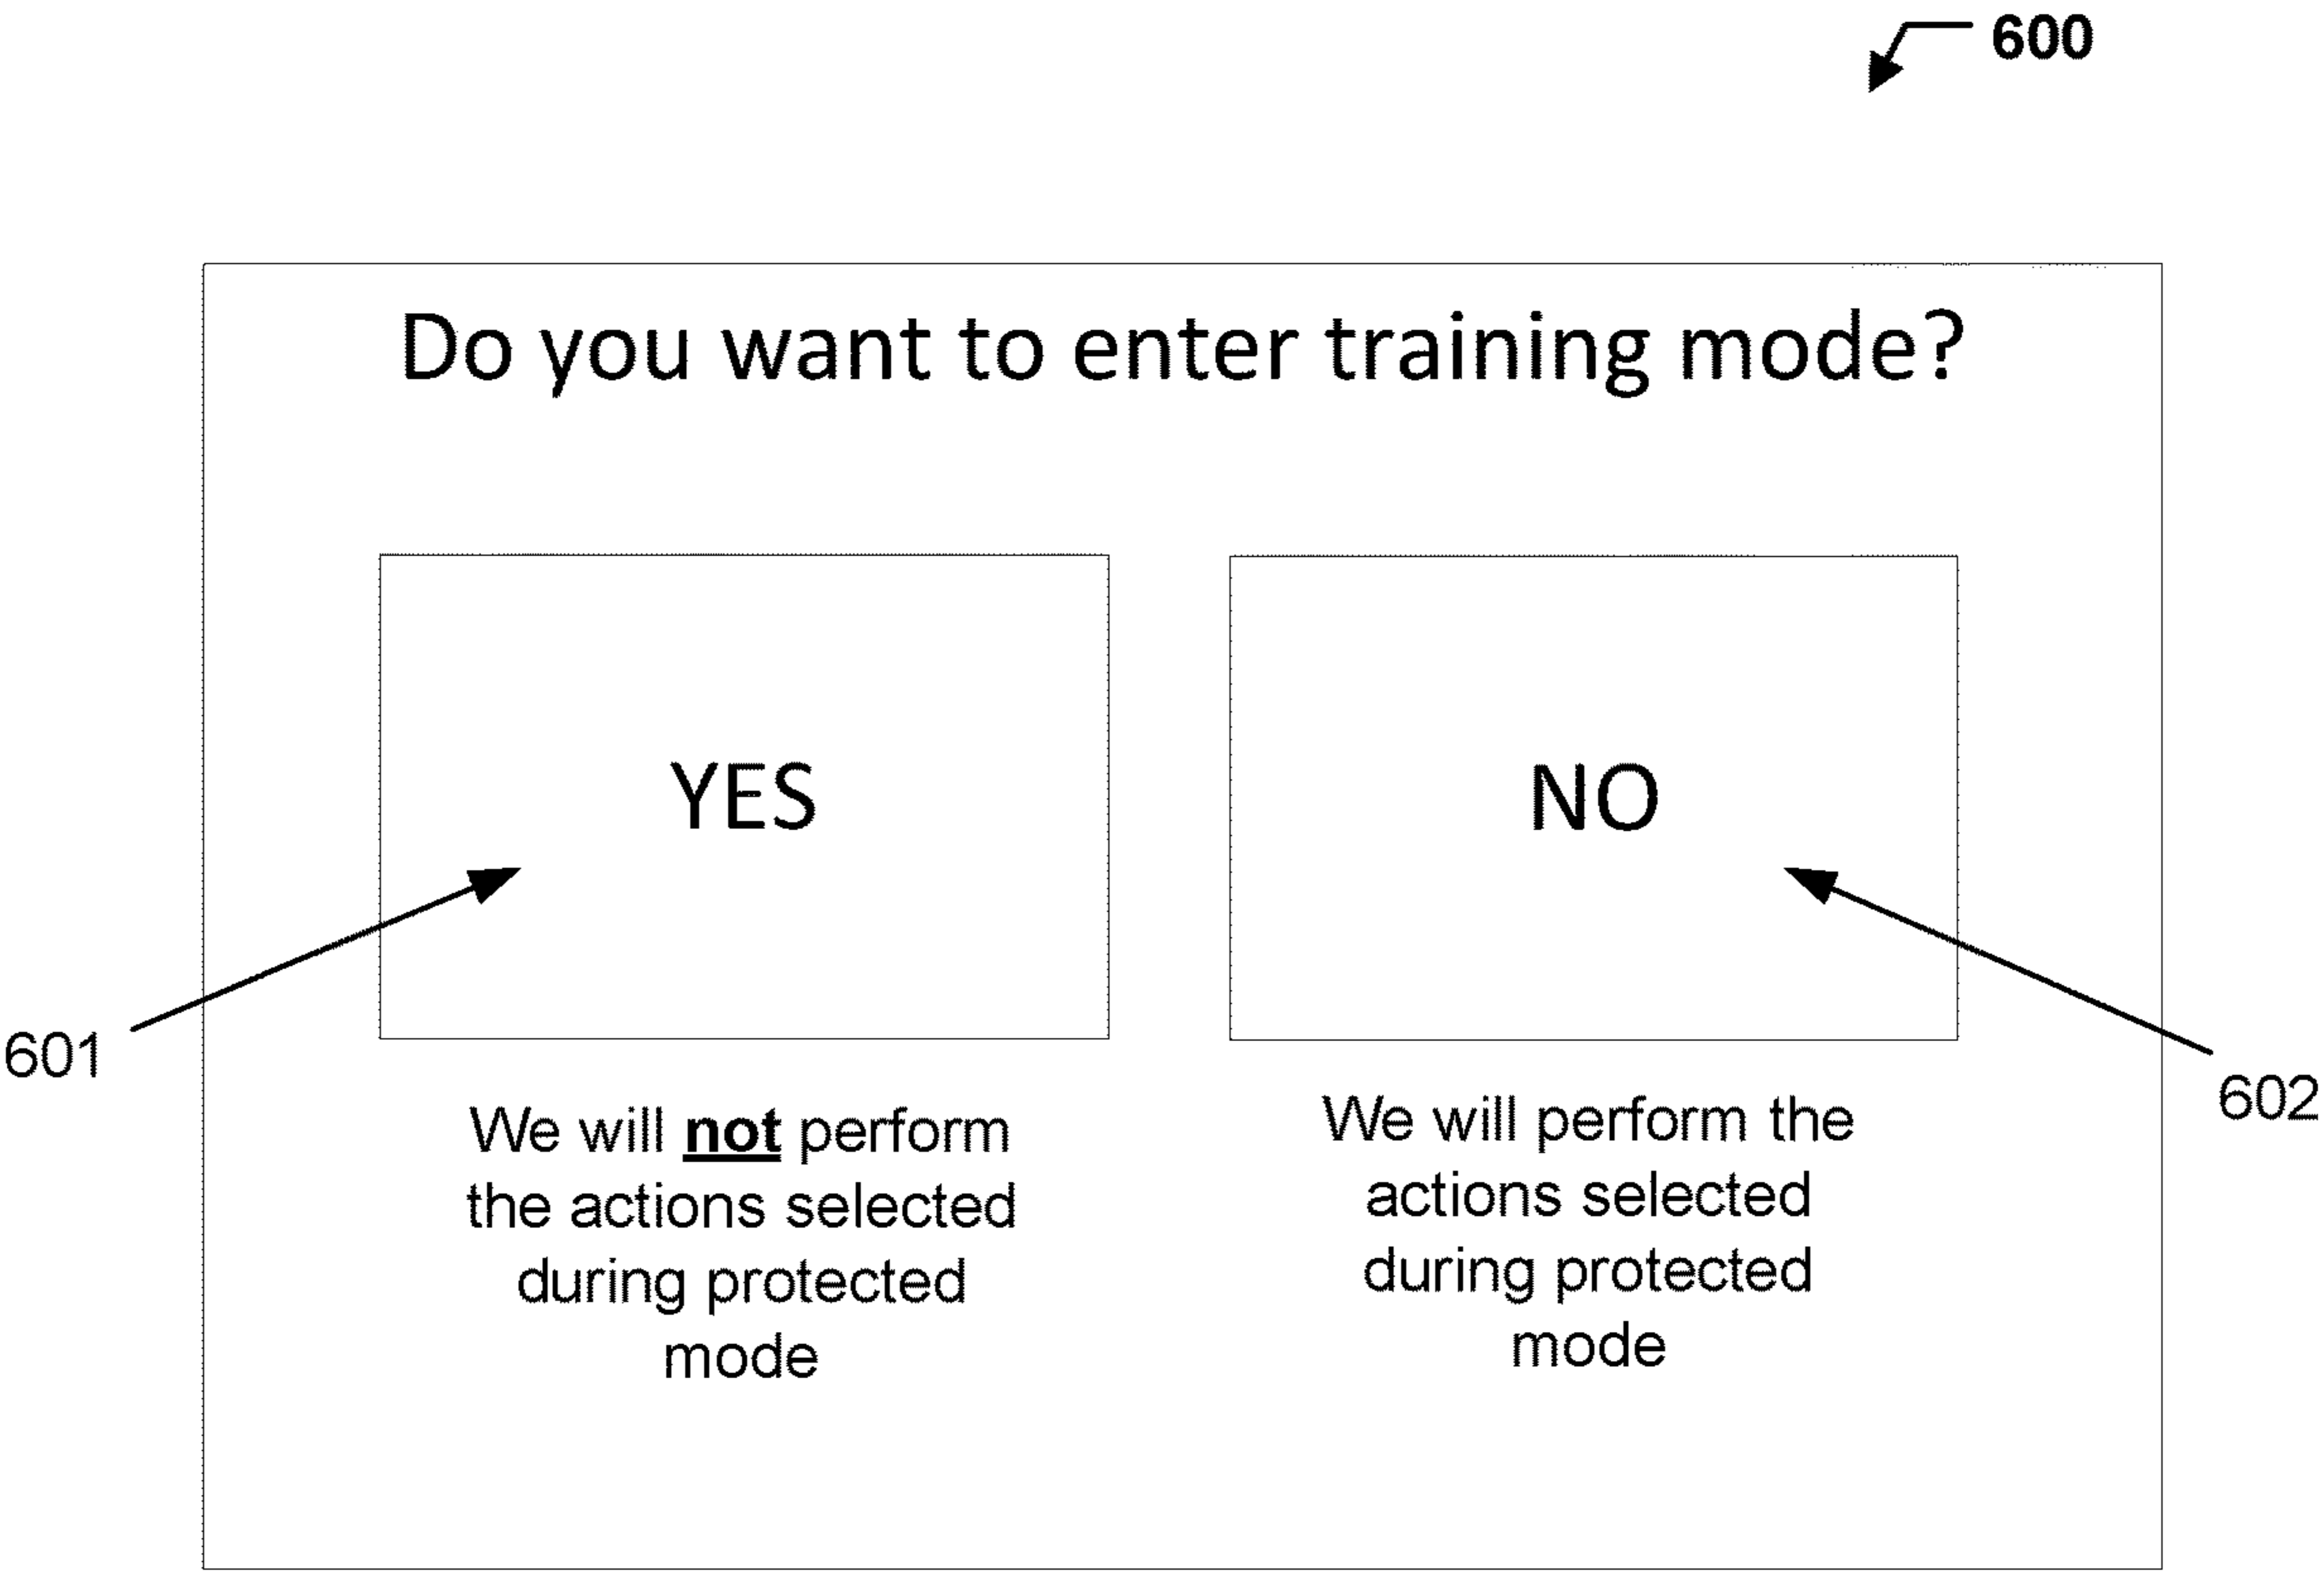 600
Do you want to enter training mode?
YES
NO
601
602
We will not perform
the actions selected
during protected
mode
We will perform the
actions selected
during protected
mode